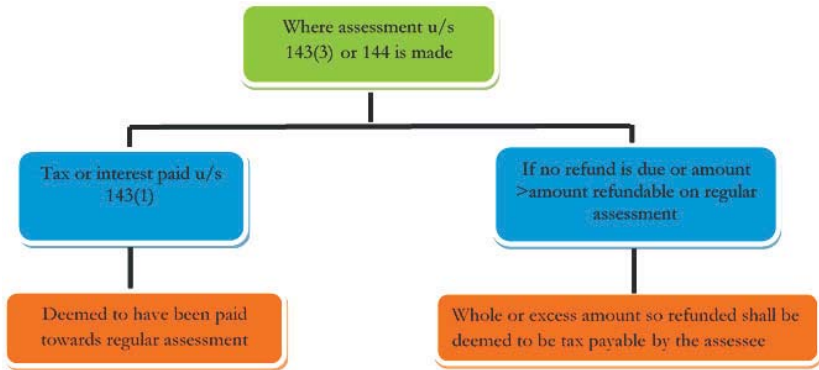 Where assessment u/s
143(3) or 144 is made
Tax or interest paid u/s
143(1)
If no refund is due or amount
>amount refundable on regular
assessment
Deemed to have been paid
towards regular assessment
Whole or excess amount so refunded shall be
deemed to be tax payable by the assessee